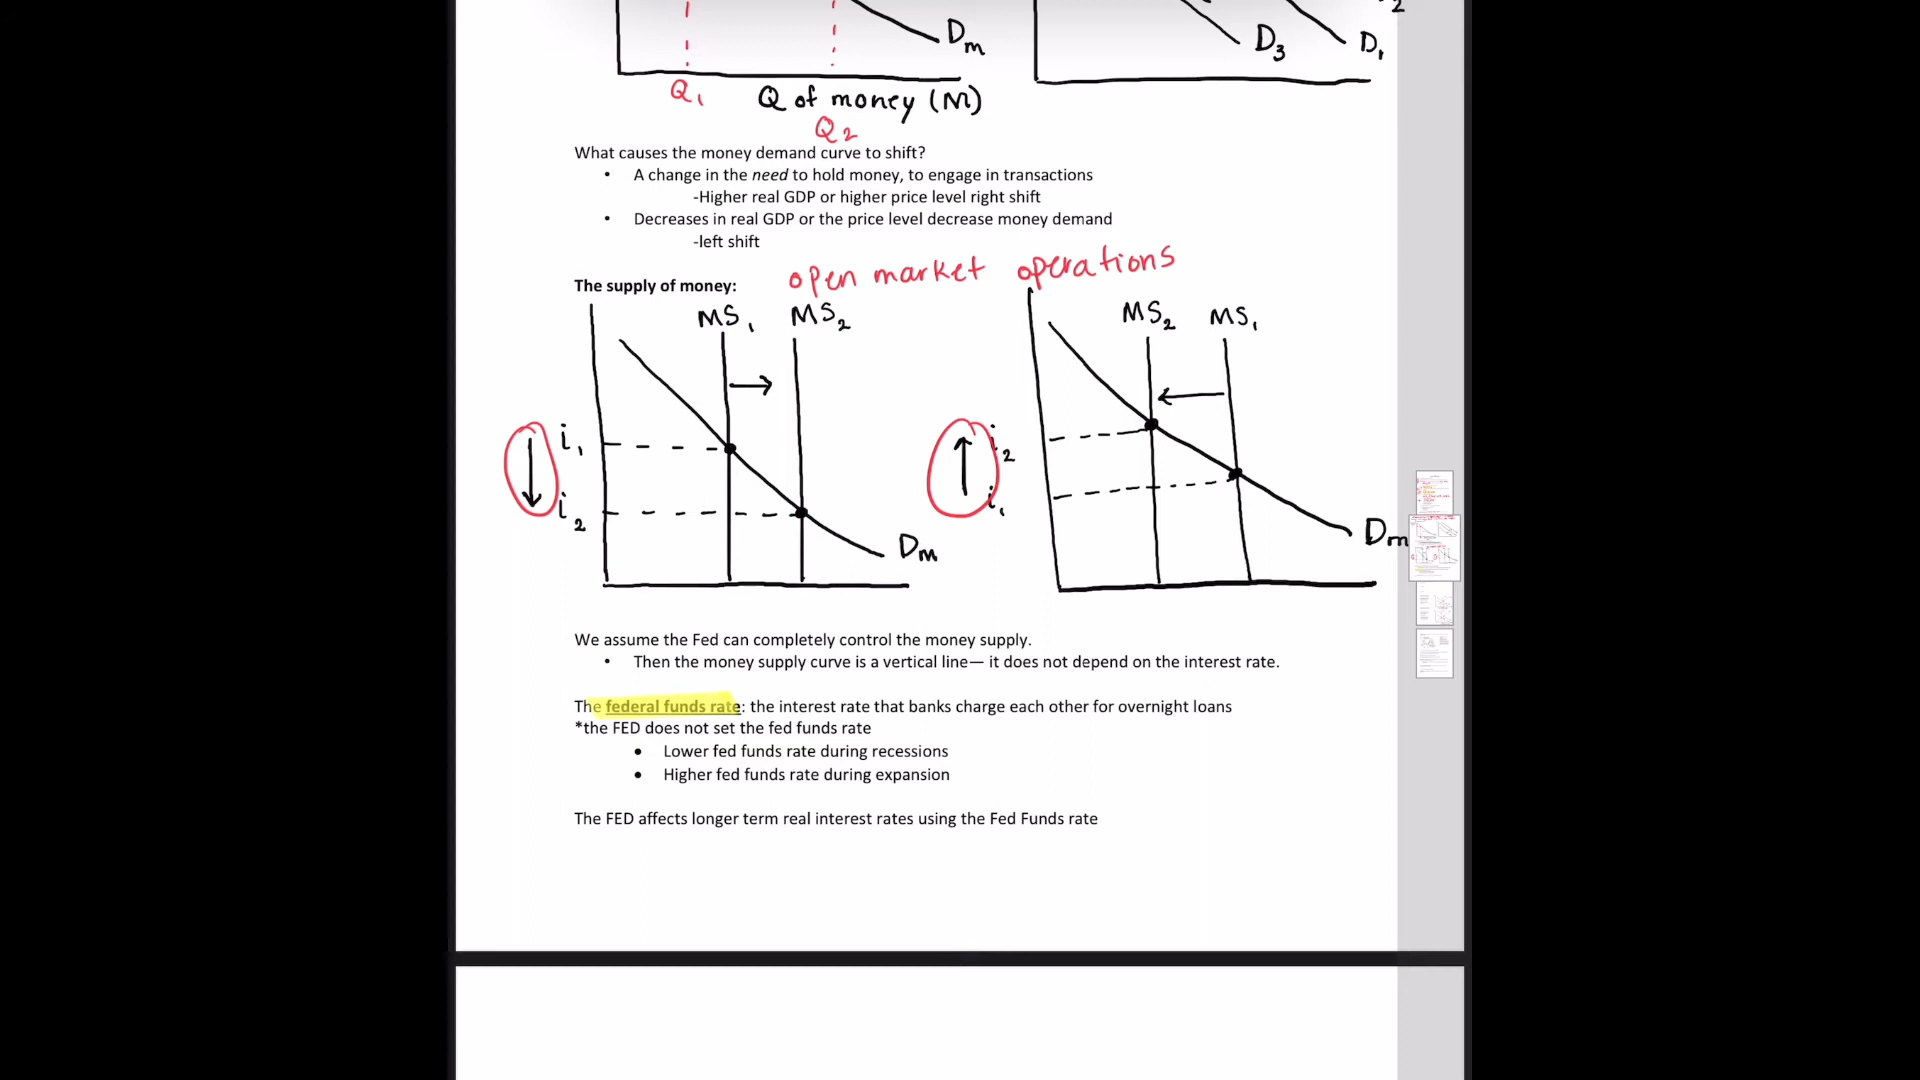 2
Dm
D3
D1
Q1
Q of money (M)
Q2
What causes the money demand curve to shift?
• A change in the need to hold money, to engage in transactions
-Higher real GDP or higher price level right shift
• Decreases in real GDP or the price level decrease money demand
-left shift
The supply of money:
open market operations
MS1 MS2
i1
i2
Dm
MS2 MS1
i2
i1
Dm
We assume the Fed can completely control the money supply.
• Then the money supply curve is a vertical line— it does not depend on the interest rate.
The federal funds rate: the interest rate that banks charge each other for overnight loans
*the FED does not set the fed funds rate
• Lower fed funds rate during recessions
• Higher fed funds rate during expansion
The FED affects longer term real interest rates using the Fed Funds rate